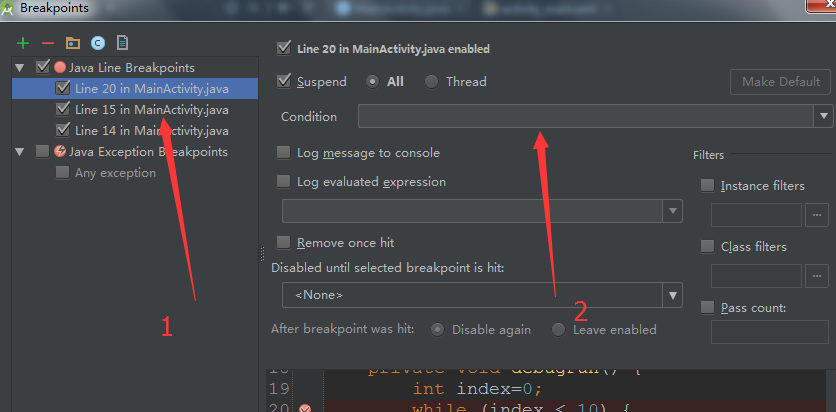 Breakpoints
Java Line Breakpoints
Line 20 in MainActivity.java
Line 15 in MainActivity.java
Line 14 in MainActivity.java
Java Exception Breakpoints
Any exception
1
Line 20 in MainActivity.java enabled
Suspend All Thread Make Default
Condition
Log message to console
Log evaluated expression
Remove once hit
Disabled until selected breakpoint is hit:
<None>
After breakpoint was hit: Disable again Leave enabled
2
Filters
Instance filters
...
Class filters
...
Pass count:
private void debugrun() {
19 int index=0;
20 while (index < 10) {